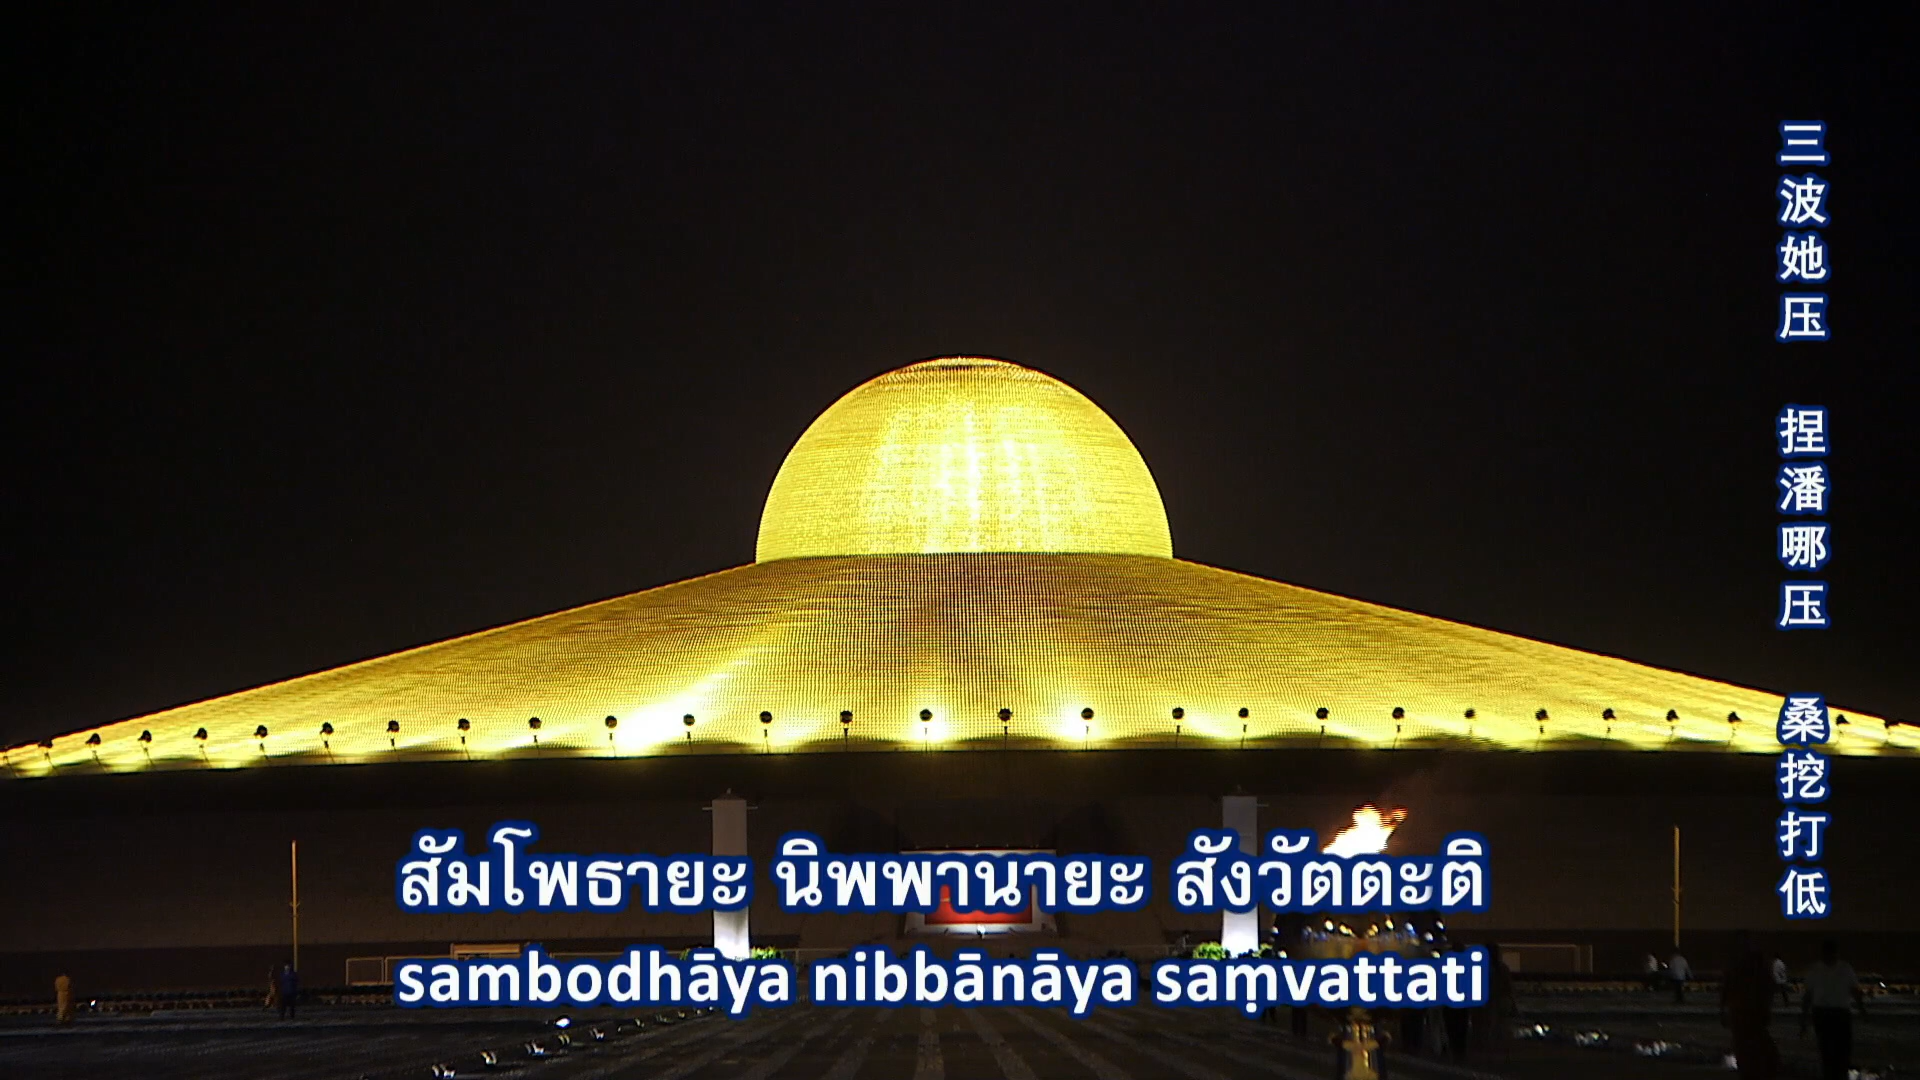 สัมโพธายะ นิพพานายะ สังวัตตะติ
sambodhāya nibbānāya saṃvattati
三波她压 捏潘哪压 桑挖打低